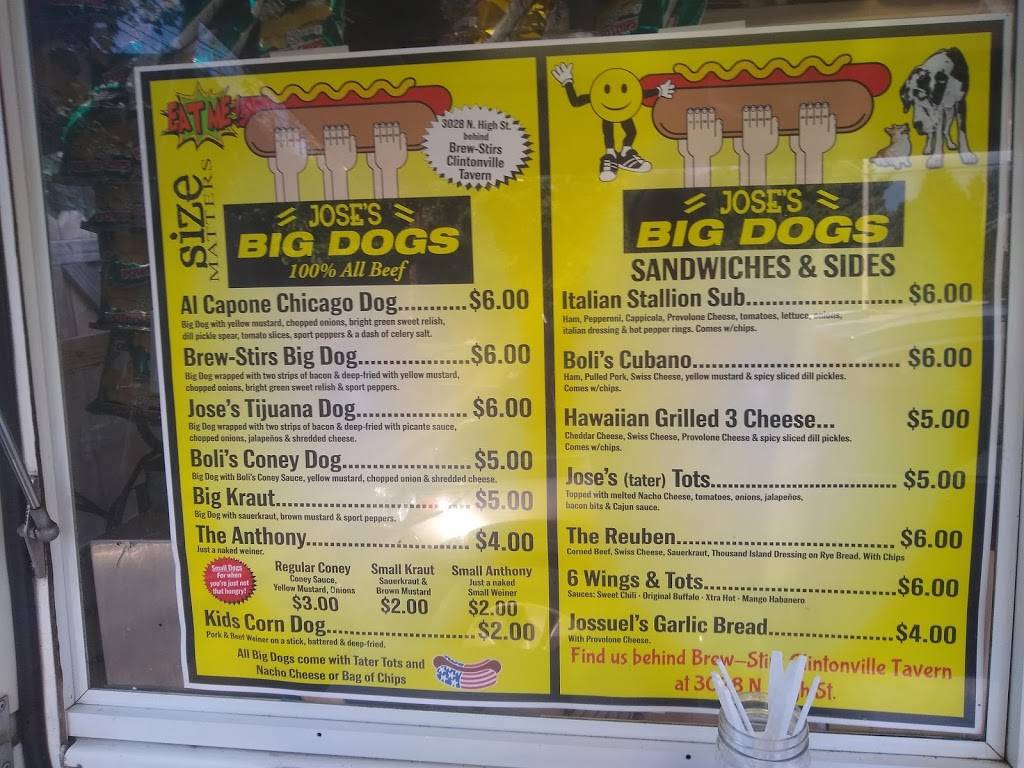 EAT ME!
3028 N. High St.
behind
Brew-Stirs
Clintonville
Tavern
Size
MATTERS
JOSE'S
BIG DOGS
100% All Beef
Al Capone Chicago Dog..........$6.00
Big Dog with yellow mustard, chopped onions, bright green sweet relish,
dill pickle spear, tomato slices, sport peppers & a dash of celery salt.
Brew-Stirs Big Dog................$6.00
Big Dog wrapped with two strips of bacon & deep-fried with yellow mustard,
chopped onions, bright green sweet relish & sport peppers.
Jose's Tijuana Dog................ $6.00
Big Dog wrapped with two strips of bacon & deep-fried with picante sauce,
chopped onions, jalapeños & shredded cheese.
Boli's Coney Dog...................$5.00
Big Dog with Boli's Coney Sauce, yellow mustard, chopped onion & shredded cheese.
Big Kraut.............................$5.00
Big Dog with sauerkraut, brown mustard & sport peppers.
The Anthony........................$4.00
Just a naked weiner.
Small Dogs
For when
you're just not
that hungry!
Regular Coney
Coney Sauce,
Yellow Mustard, Onions
$3.00
Small Kraut
Sauerkraut &
Brown Mustard
$2.00
Small Anthony
Just a naked
Small Weiner
$2.00
Kids Corn Dog......................$2.00
Pork & Beef Weiner on a stick, battered & deep-fried.
All Big Dogs come with Tater Tots and
Nacho Cheese or Bag of Chips
JOSE'S
BIG DOGS
SANDWICHES & SIDES
Italian Stallion Sub....................... $6.00
Ham, Pepperoni, Cappicola, Provolone Cheese, tomatoes, lettuce, onions,
italian dressing & hot pepper rings. Comes w/chips.
Boli's Cubano................................$6.00
Ham, Pulled Pork, Swiss Cheese, yellow mustard & spicy sliced dill pickles.
Comes w/chips.
Hawaiian Grilled 3 Cheese... $5.00
Cheddar Cheese, Swiss Cheese, Provolone Cheese & spicy sliced dill pickles.
Comes w/chips.
Jose's (tater) Tots............................ $5.00
Topped with melted Nacho Cheese, tomatoes, onions, jalapeños,
bacon bits & Cajun sauce.
The Reuben.................................$6.00
Corned Beef, Swiss Cheese, Sauerkraut, Thousand Island Dressing on Rye Bread. With Chips
6 Wings & Tots............................$6.00
Sauces: Sweet Chili - Original Buffalo - Xtra Hot - Mango Habanero
Jossuel's Garlic Bread...................$4.00
With Provolone Cheese.
Find us behind Brew-Sti Clintonville Tavern
at 30 8 N h St.